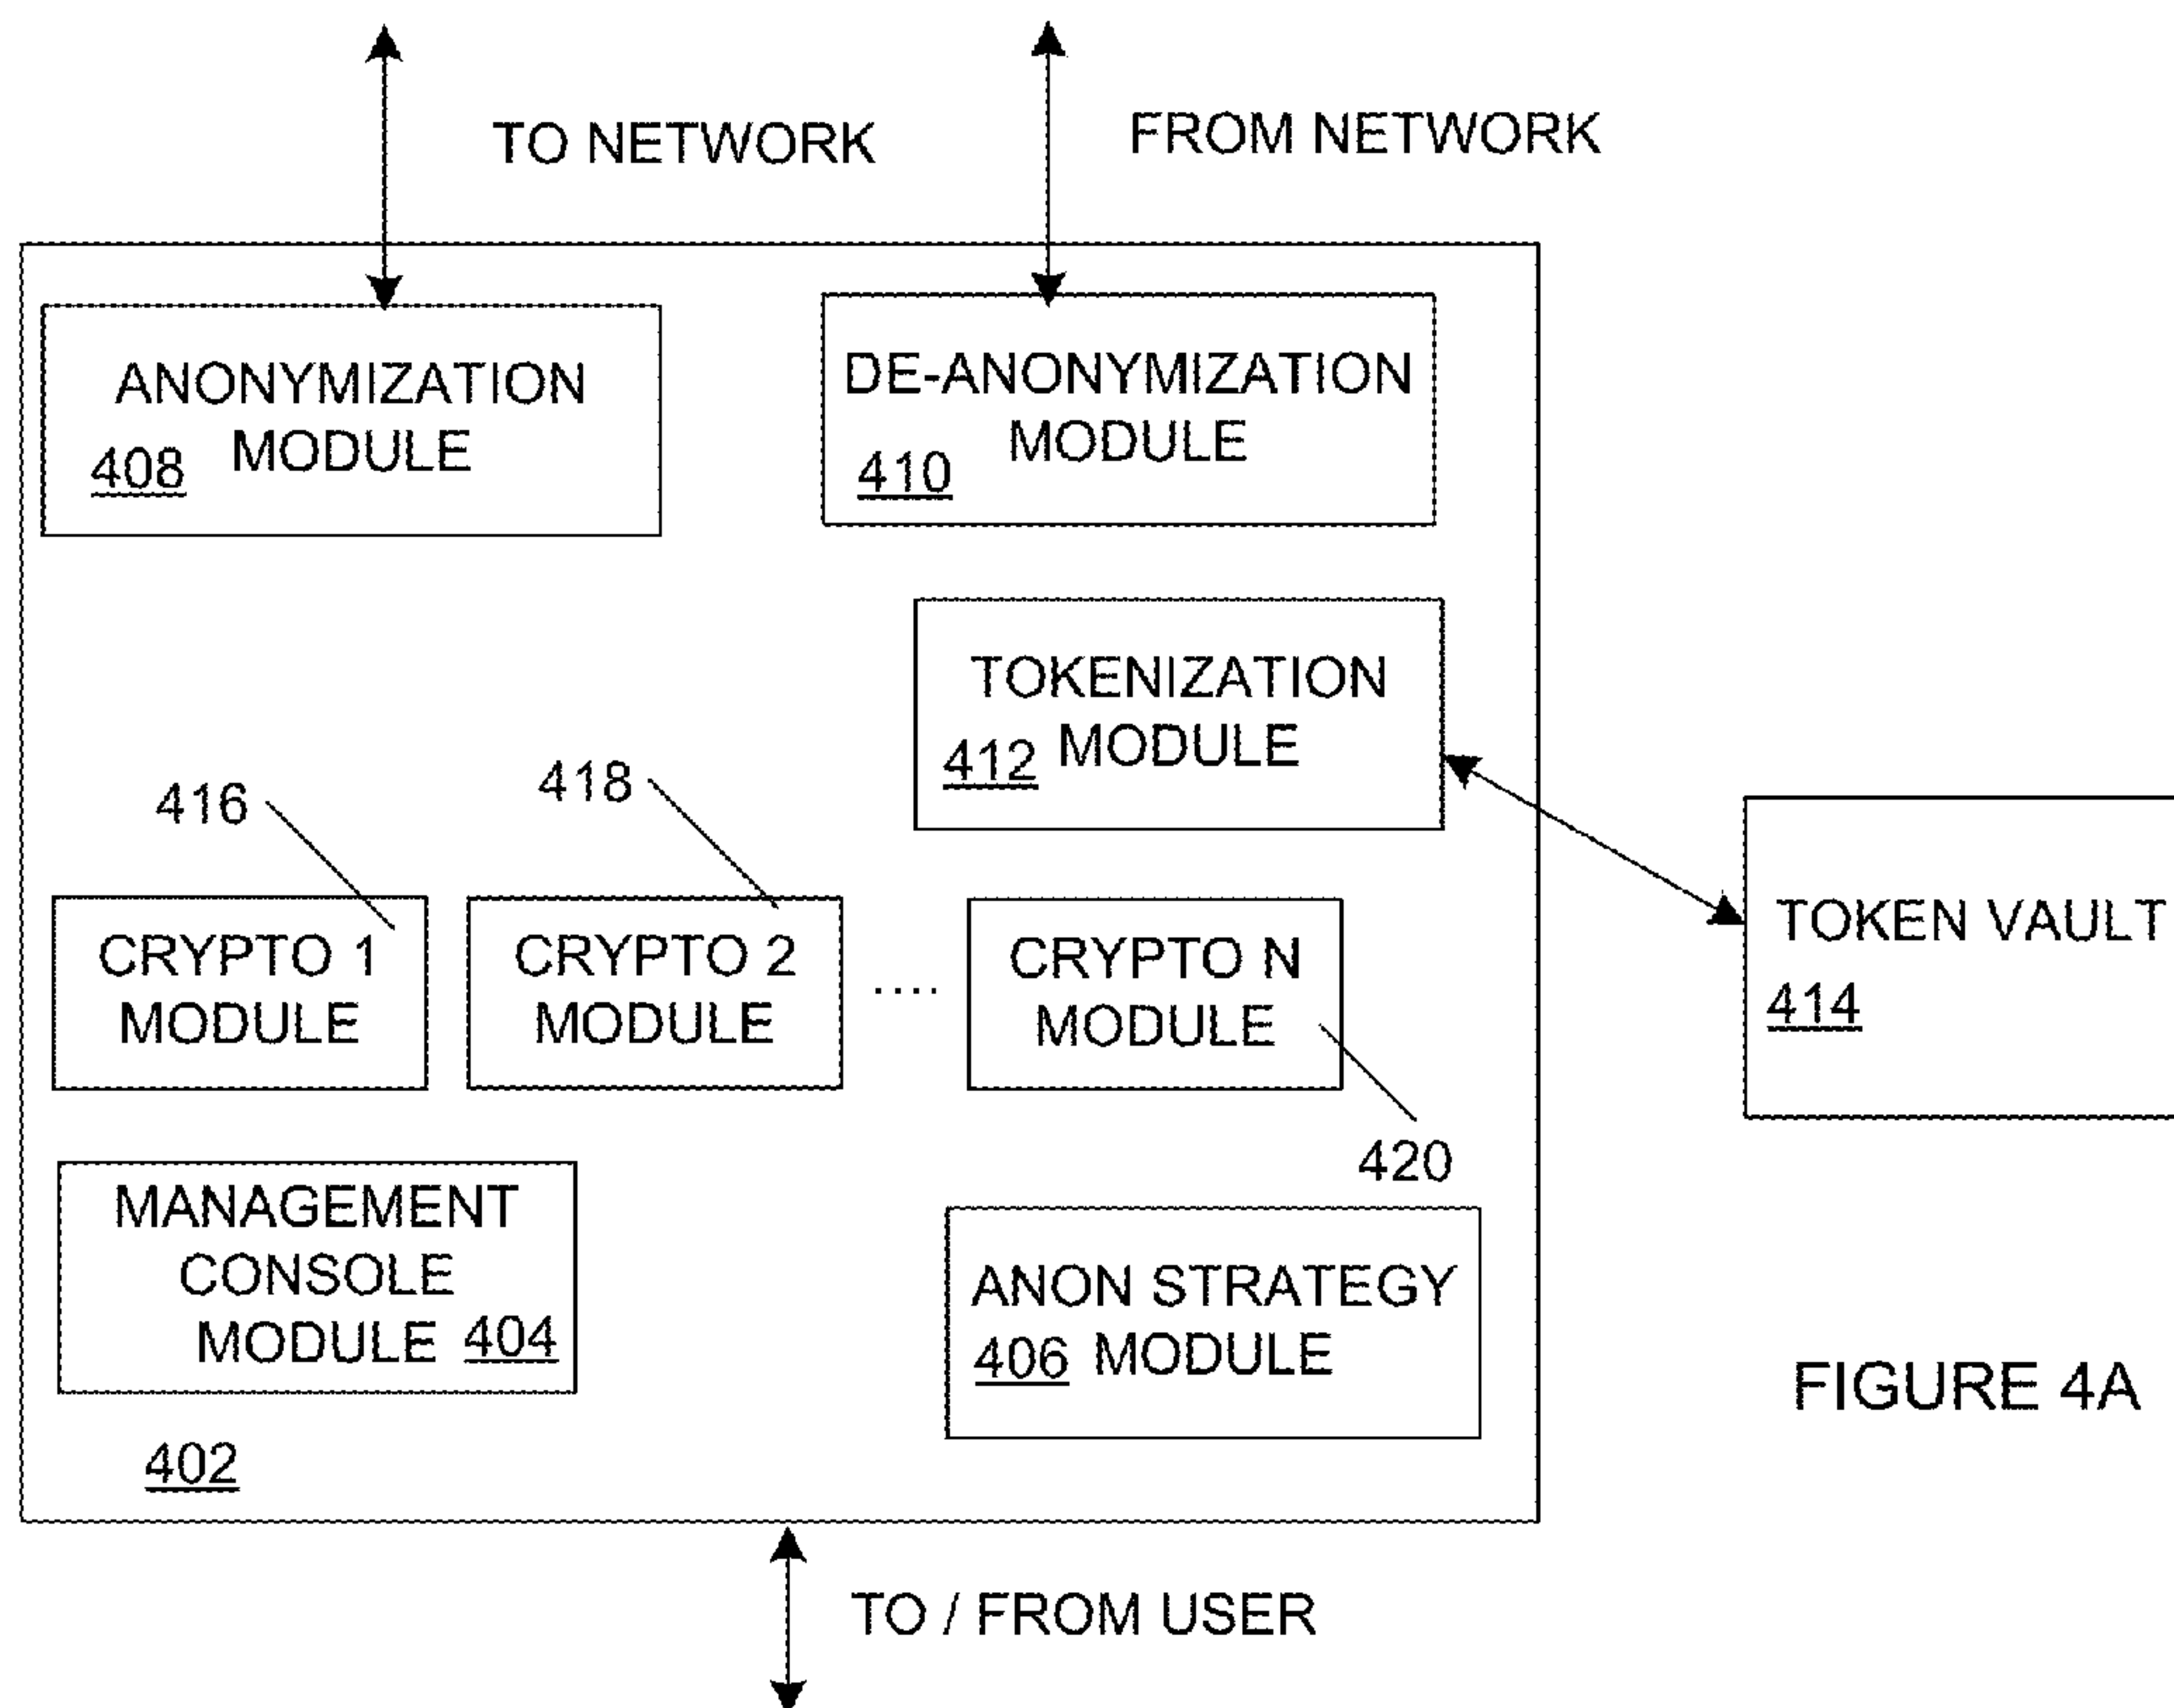 TO NETWORK
FROM NETWORK
ANONYMIZATION
MODULE
408
DE-ANONYMIZATION
MODULE
410
TOKENIZATION
MODULE
412
416
418
TOKEN VAULT
414
CRYPTO 1
MODULE
CRYPTO 2
MODULE
....
CRYPTO N
MODULE
420
MANAGEMENT
CONSOLE
MODULE 404
ANON STRATEGY
406 MODULE
402
FIGURE 4A
TO / FROM USER